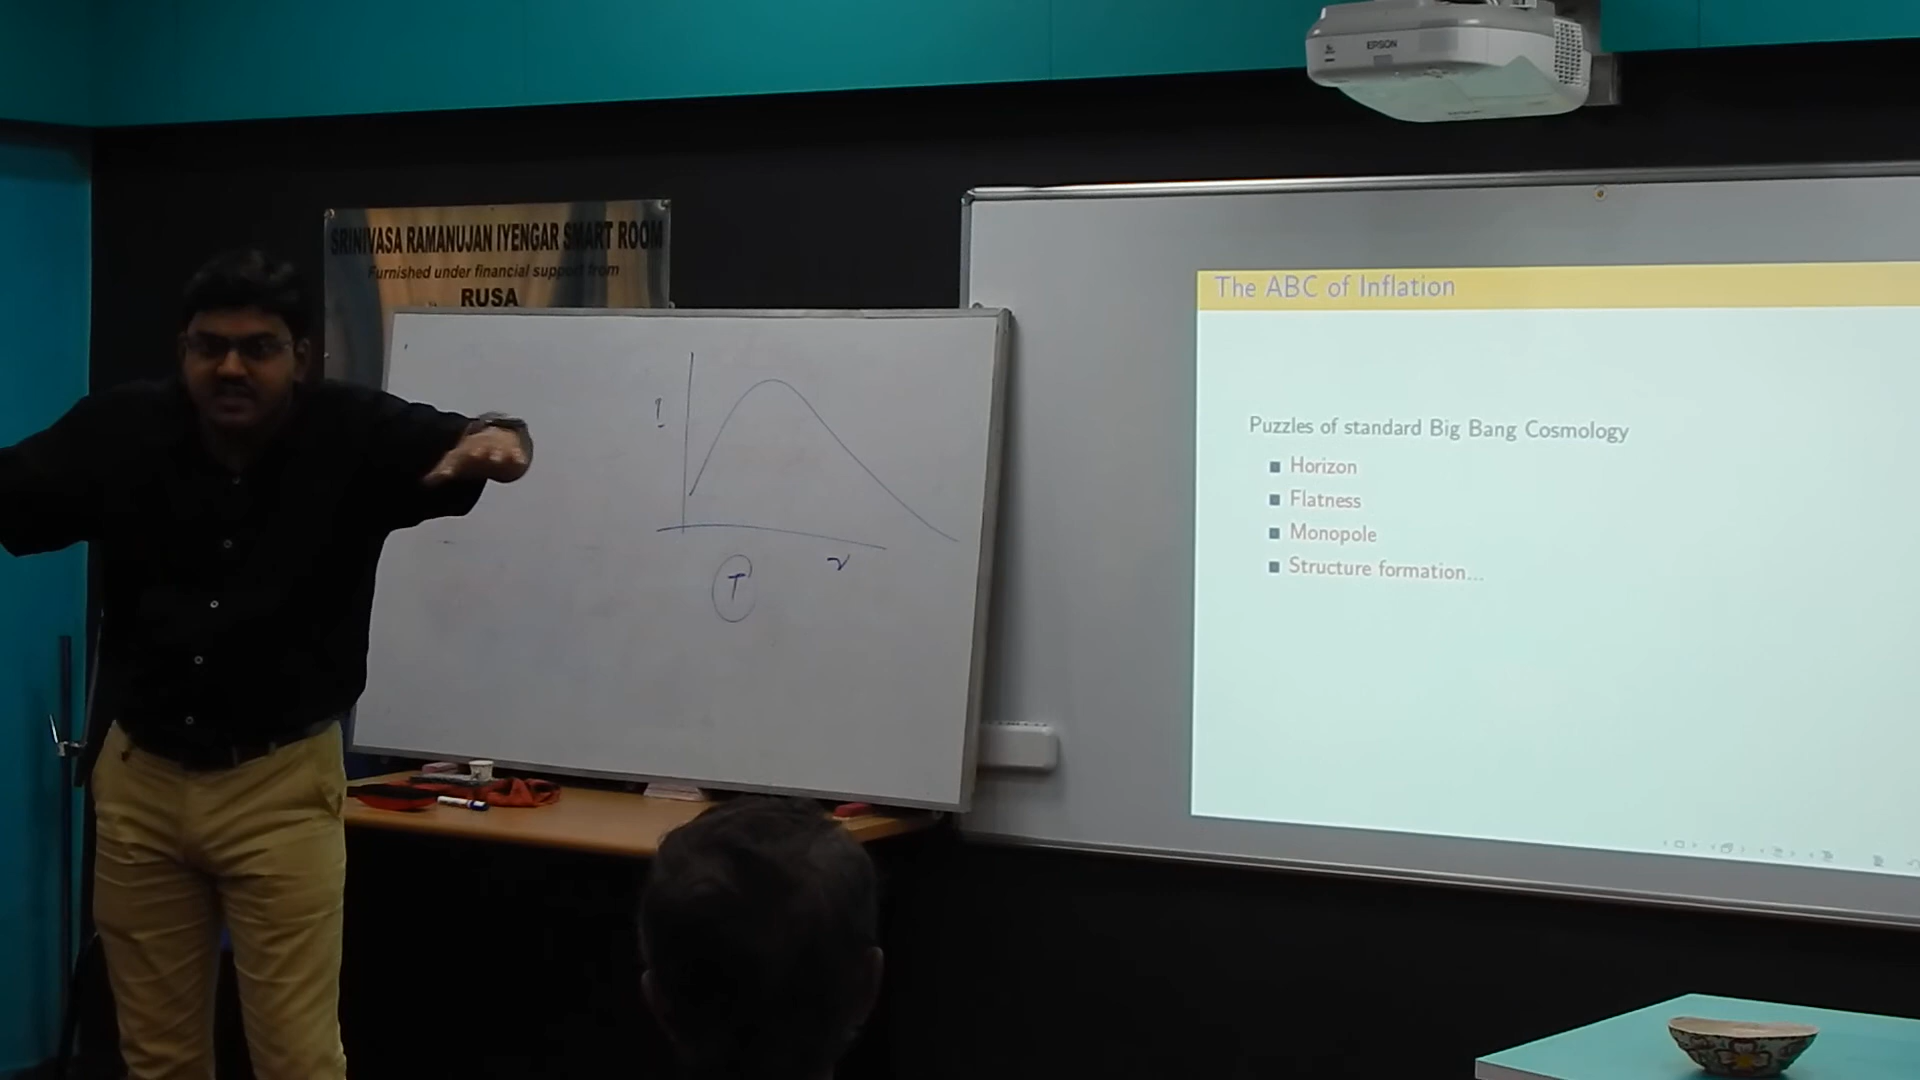 EPSON
SRINIVASA RAMANUJAN IYENGAR SMART ROOM
Furnished under financial support from
RUSA
The ABC of Inflation
Puzzles of standard Big Bang Cosmology
Horizon
Flatness
Monopole
Structure formation...
I
ν
T